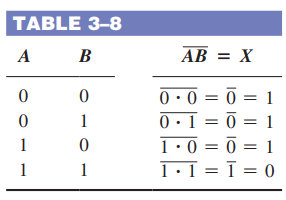 TABLE 3–8
A B A̅B̅ = X
0 0 0̅ ̅·̅ ̅0̅ = 0̅ = 1
0 1 0̅ ̅·̅ ̅1̅ = 0̅ = 1
1 0 1̅ ̅·̅ ̅0̅ = 0̅ = 1
1 1 1̅ ̅·̅ ̅1̅ = 1̅ = 0